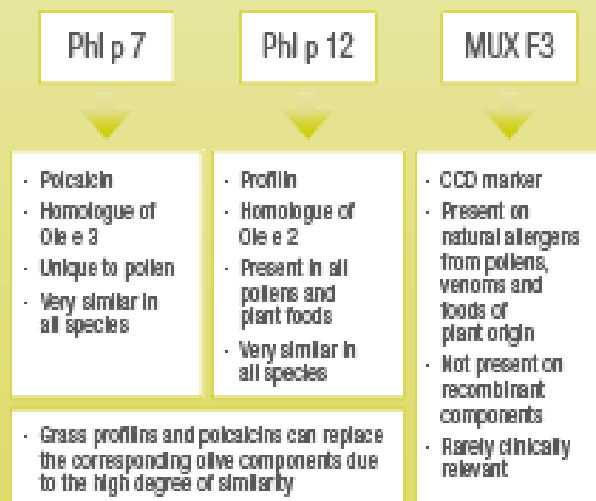 Phl p 7
Phl p 12
MUX F3
· Polcalcin
· Homologue of
Ole e 3
· Unique to pollen
· Very similar in
all species
· Profilin
· Homologue of
Ole e 2
· Present in all
pollens and
plant foods
· Very similar in
all species
· CCD marker
· Present on
natural allergens
from pollens,
venoms and
foods of
plant origin
· Not present on
recombinant
components
· Rarely clinically
relevant
· Grass profilins and polcalcins can replace
the corresponding olive components due
to the high degree of similarity